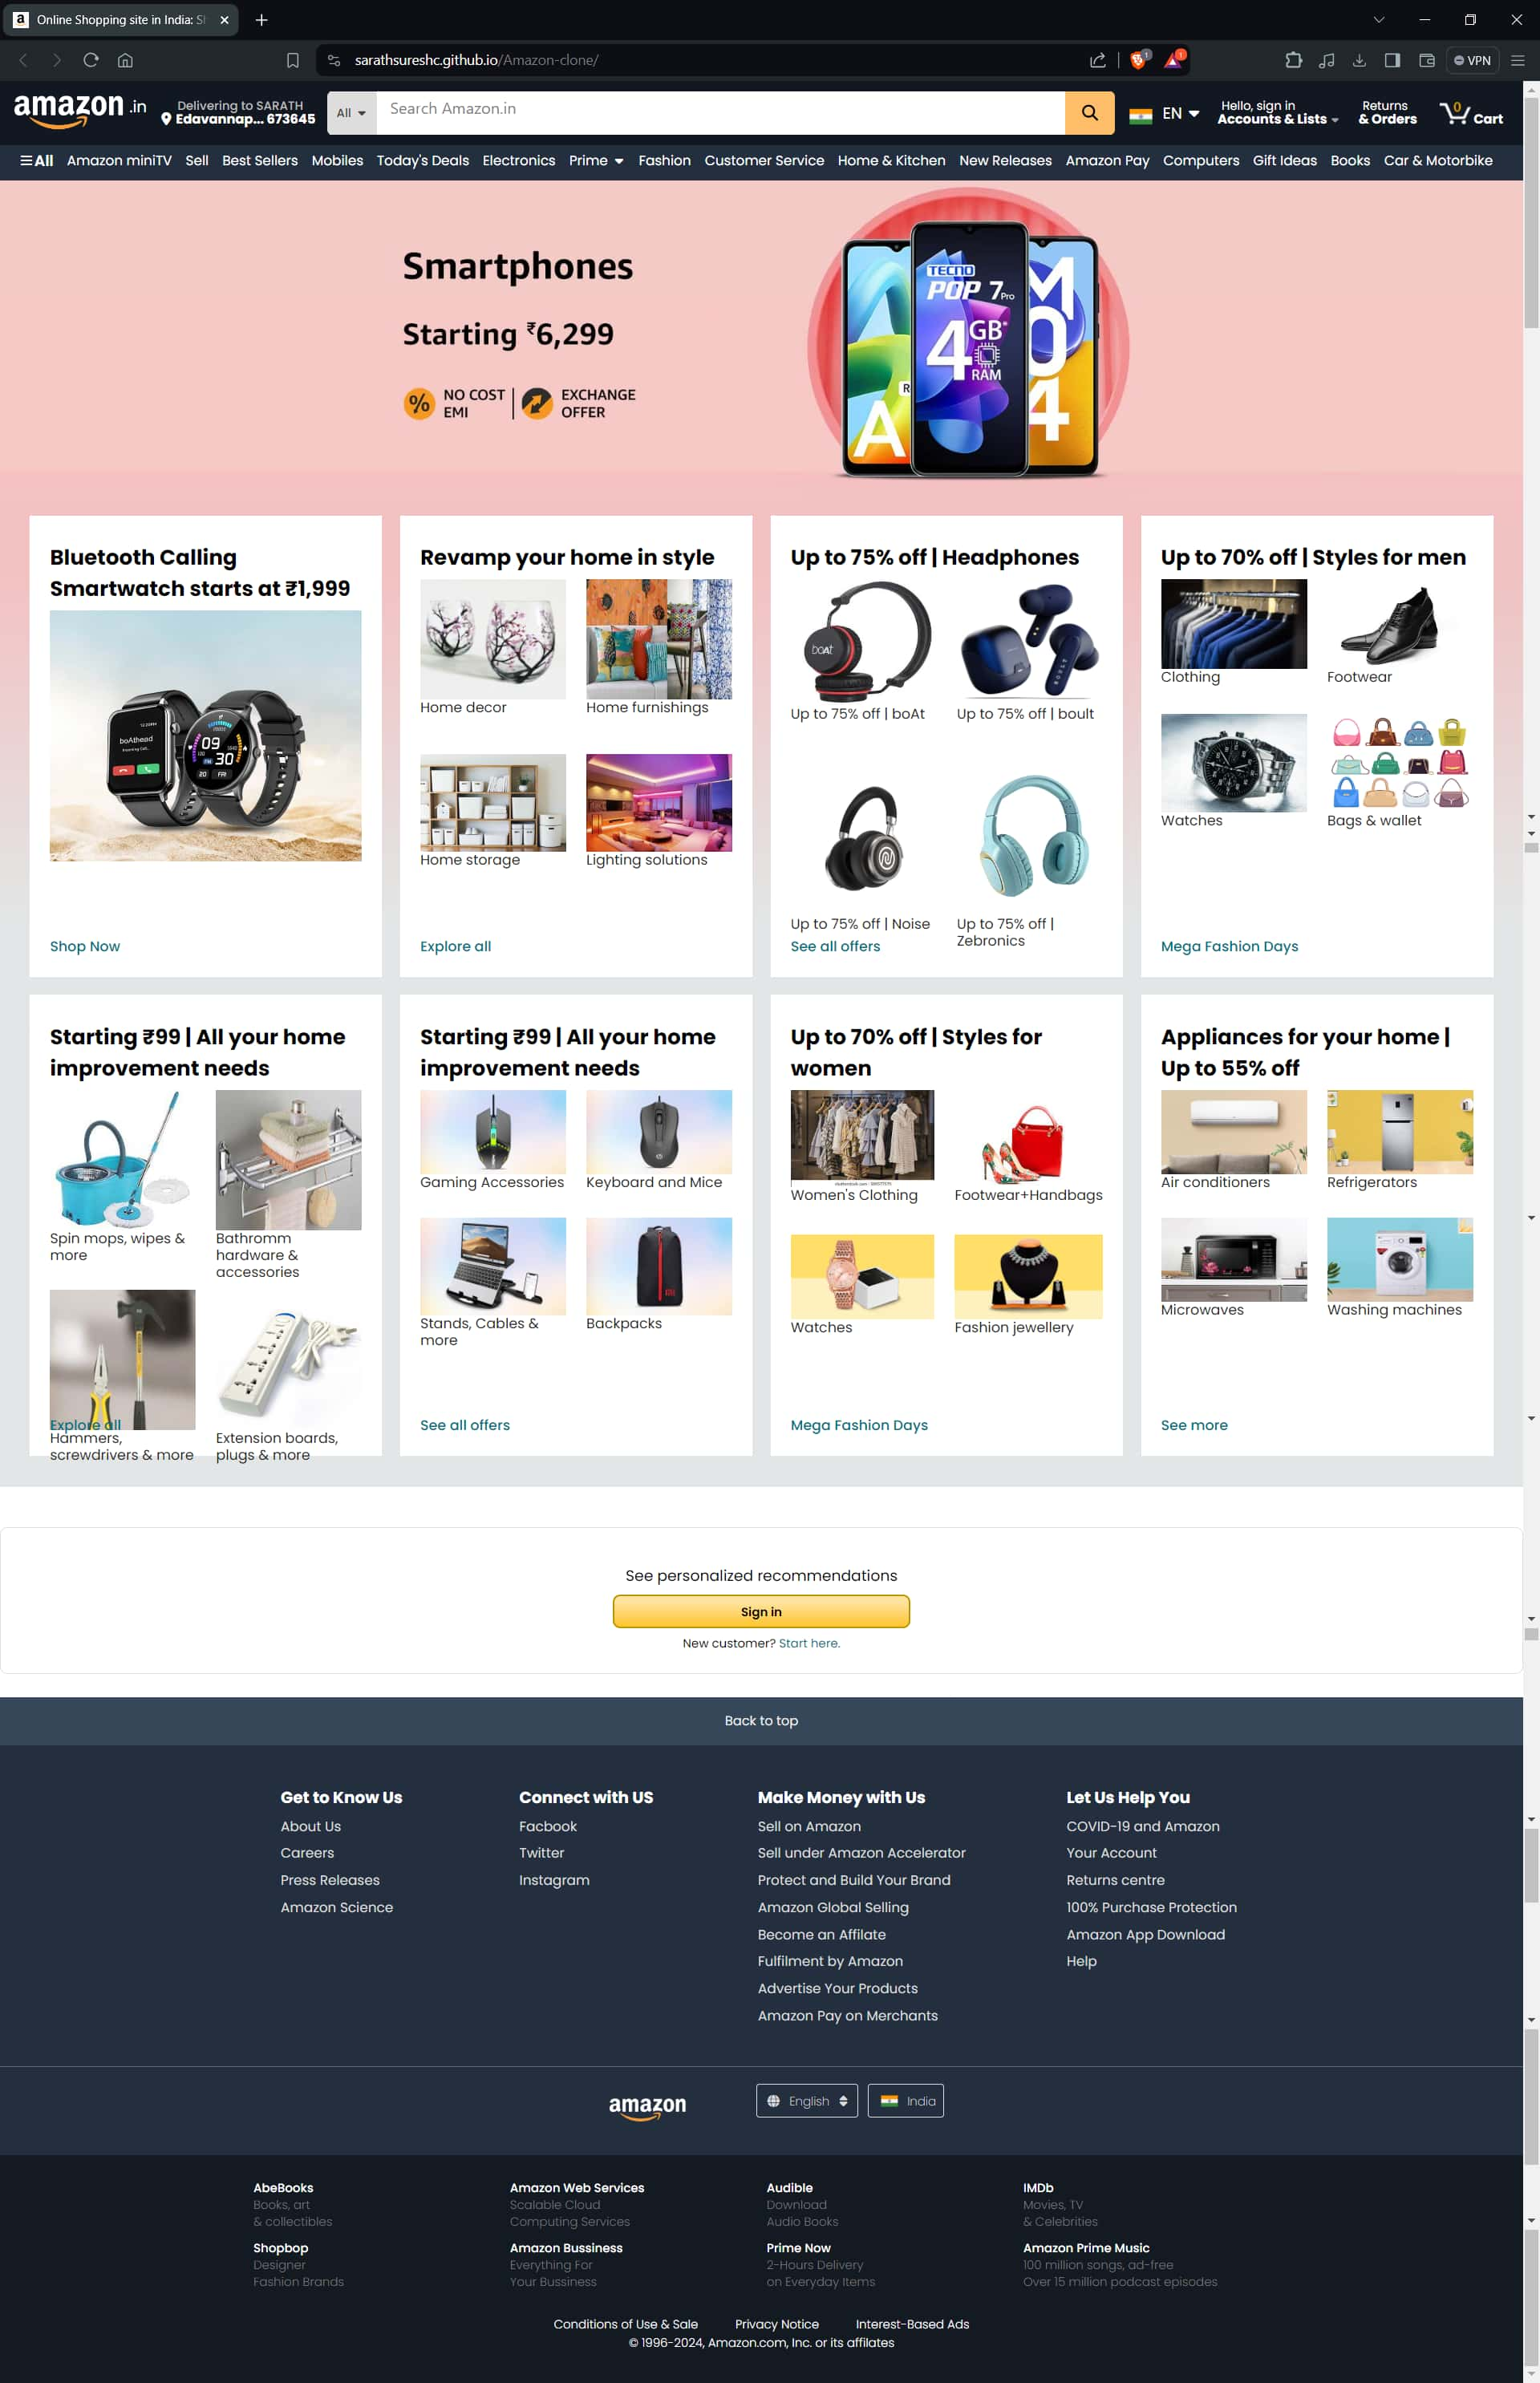 Online Shopping site in India: S
sarathsureshc.github.io/Amazon-clone/
1
1
VPN
amazon.in
Delivering to SARATH
Edavannap... 673645
All
Search Amazon.in
EN
Hello, sign in
Accounts & Lists
Returns
& Orders
0
Cart
All Amazon miniTV Sell Best Sellers Mobiles Today's Deals Electronics Prime Fashion Customer Service Home & Kitchen New Releases Amazon Pay Computers Gift Ideas Books Car & Motorbike
Smartphones
Starting ₹6,299
% NO COST
EMI
EXCHANGE
OFFER
TECNO
POP 7 Pro
4 GB*
RAM
R
A
M
0
4
Bluetooth Calling
Smartwatch starts at ₹1,999
boAthead
09
30
20 FRI
Shop Now
Revamp your home in style
Home decor
Home furnishings
Home storage
Lighting solutions
Explore all
Up to 75% off | Headphones
boAt
Up to 75% off | boAt
Up to 75% off | boult
Up to 75% off | Noise
Up to 75% off |
Zebronics
See all offers
Up to 70% off | Styles for men
Clothing
Footwear
Watches
Bags & wallet
Mega Fashion Days
Starting ₹99 | All your home
improvement needs
Spin mops, wipes &
more
Bathromm
hardware &
accessories
Explore all
Hammers,
screwdrivers & more
Extension boards,
plugs & more
Starting ₹99 | All your home
improvement needs
Gaming Accessories
Keyboard and Mice
Stands, Cables &
more
Backpacks
See all offers
Up to 70% off | Styles for
women
Women's Clothing
Footwear+Handbags
Watches
Fashion jewellery
Mega Fashion Days
Appliances for your home |
Up to 55% off
Air conditioners
Refrigerators
Microwaves
Washing machines
See more
See personalized recommendations
Sign in
New customer? Start here.
Back to top
Get to Know Us
About Us
Careers
Press Releases
Amazon Science
Connect with US
Facbook
Twitter
Instagram
Make Money with Us
Sell on Amazon
Sell under Amazon Accelerator
Protect and Build Your Brand
Amazon Global Selling
Become an Affilate
Fulfilment by Amazon
Advertise Your Products
Amazon Pay on Merchants
Let Us Help You
COVID-19 and Amazon
Your Account
Returns centre
100% Purchase Protection
Amazon App Download
Help
amazon
English
India
AbeBooks
Books, art
& collectibles
Amazon Web Services
Scalable Cloud
Computing Services
Audible
Download
Audio Books
IMDb
Movies, TV
& Celebrities
Shopbop
Designer
Fashion Brands
Amazon Bussiness
Everything For
Your Bussiness
Prime Now
2-Hours Delivery
on Everyday Items
Amazon Prime Music
100 million songs, ad-free
Over 15 million podcast episodes
Conditions of Use & Sale Privacy Notice Interest-Based Ads
© 1996-2024, Amazon.com, Inc. or its affilates